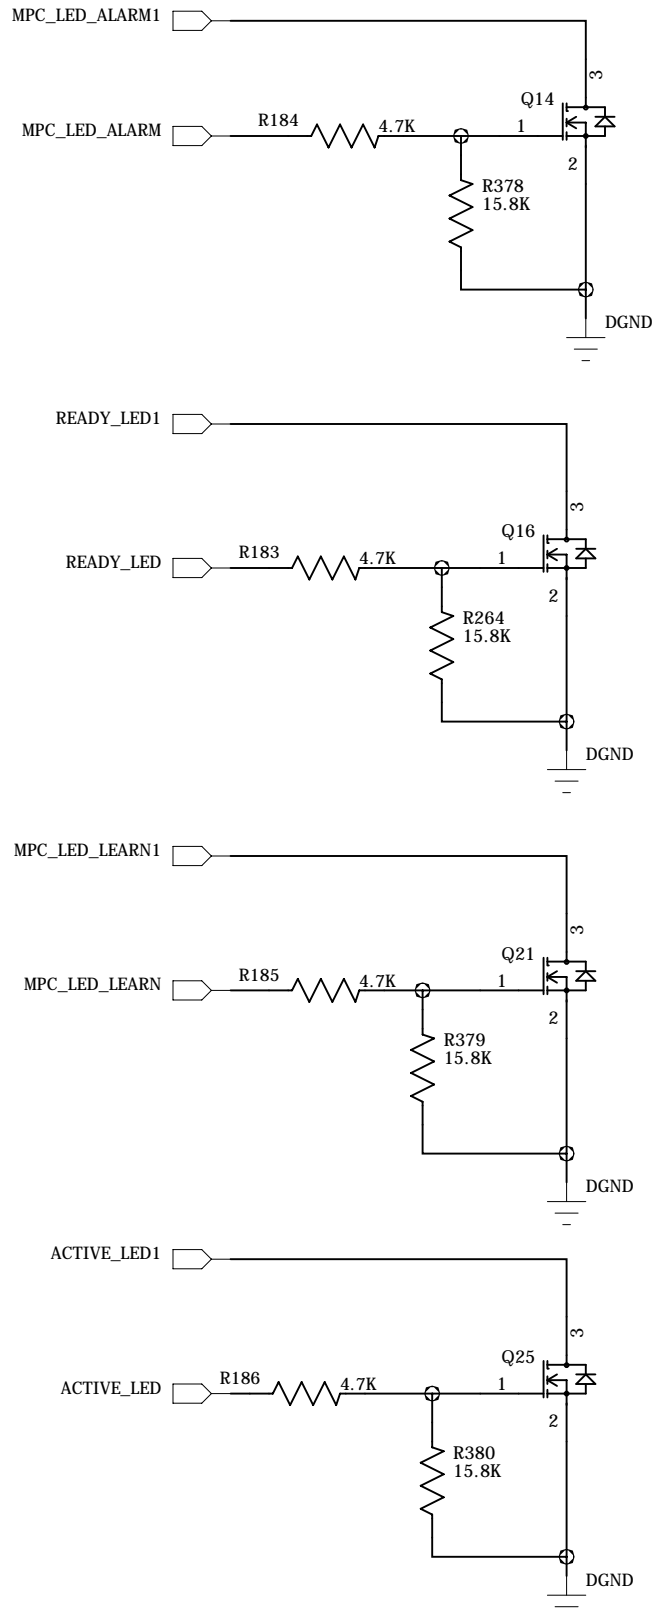 MPC_LED_ALARM1
3
Q14
MPC_LED_ALARM
R184
4.7K
1
2
R378
15.8K
DGND
READY_LED1
3
Q16
READY_LED
R183
4.7K
1
2
R264
15.8K
DGND
MPC_LED_LEARN1
3
Q21
MPC_LED_LEARN
R185
4.7K
1
2
R379
15.8K
DGND
ACTIVE_LED1
3
Q25
ACTIVE_LED
R186
4.7K
1
2
R380
15.8K
DGND